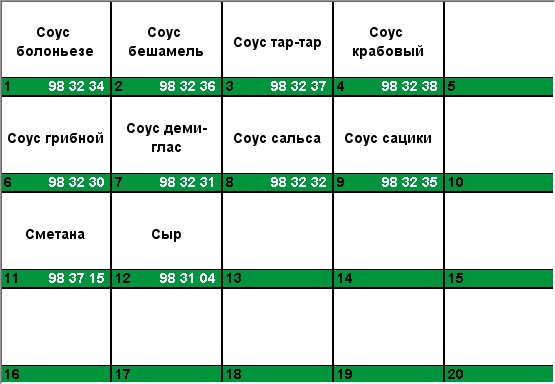 Соус болоньезе
Соус бешамель
Соус тар-тар
Соус крабовый
1 98 32 34
2 98 32 36
3 98 32 37
4 98 32 38
5
Соус грибной
Соус деми-глас
Соус сальса
Соус сацики
6 98 32 30
7 98 32 31
8 98 32 32
9 98 32 35
10
Сметана
Сыр
11 98 37 15
12 98 31 04
13
14
15
16
17
18
19
20